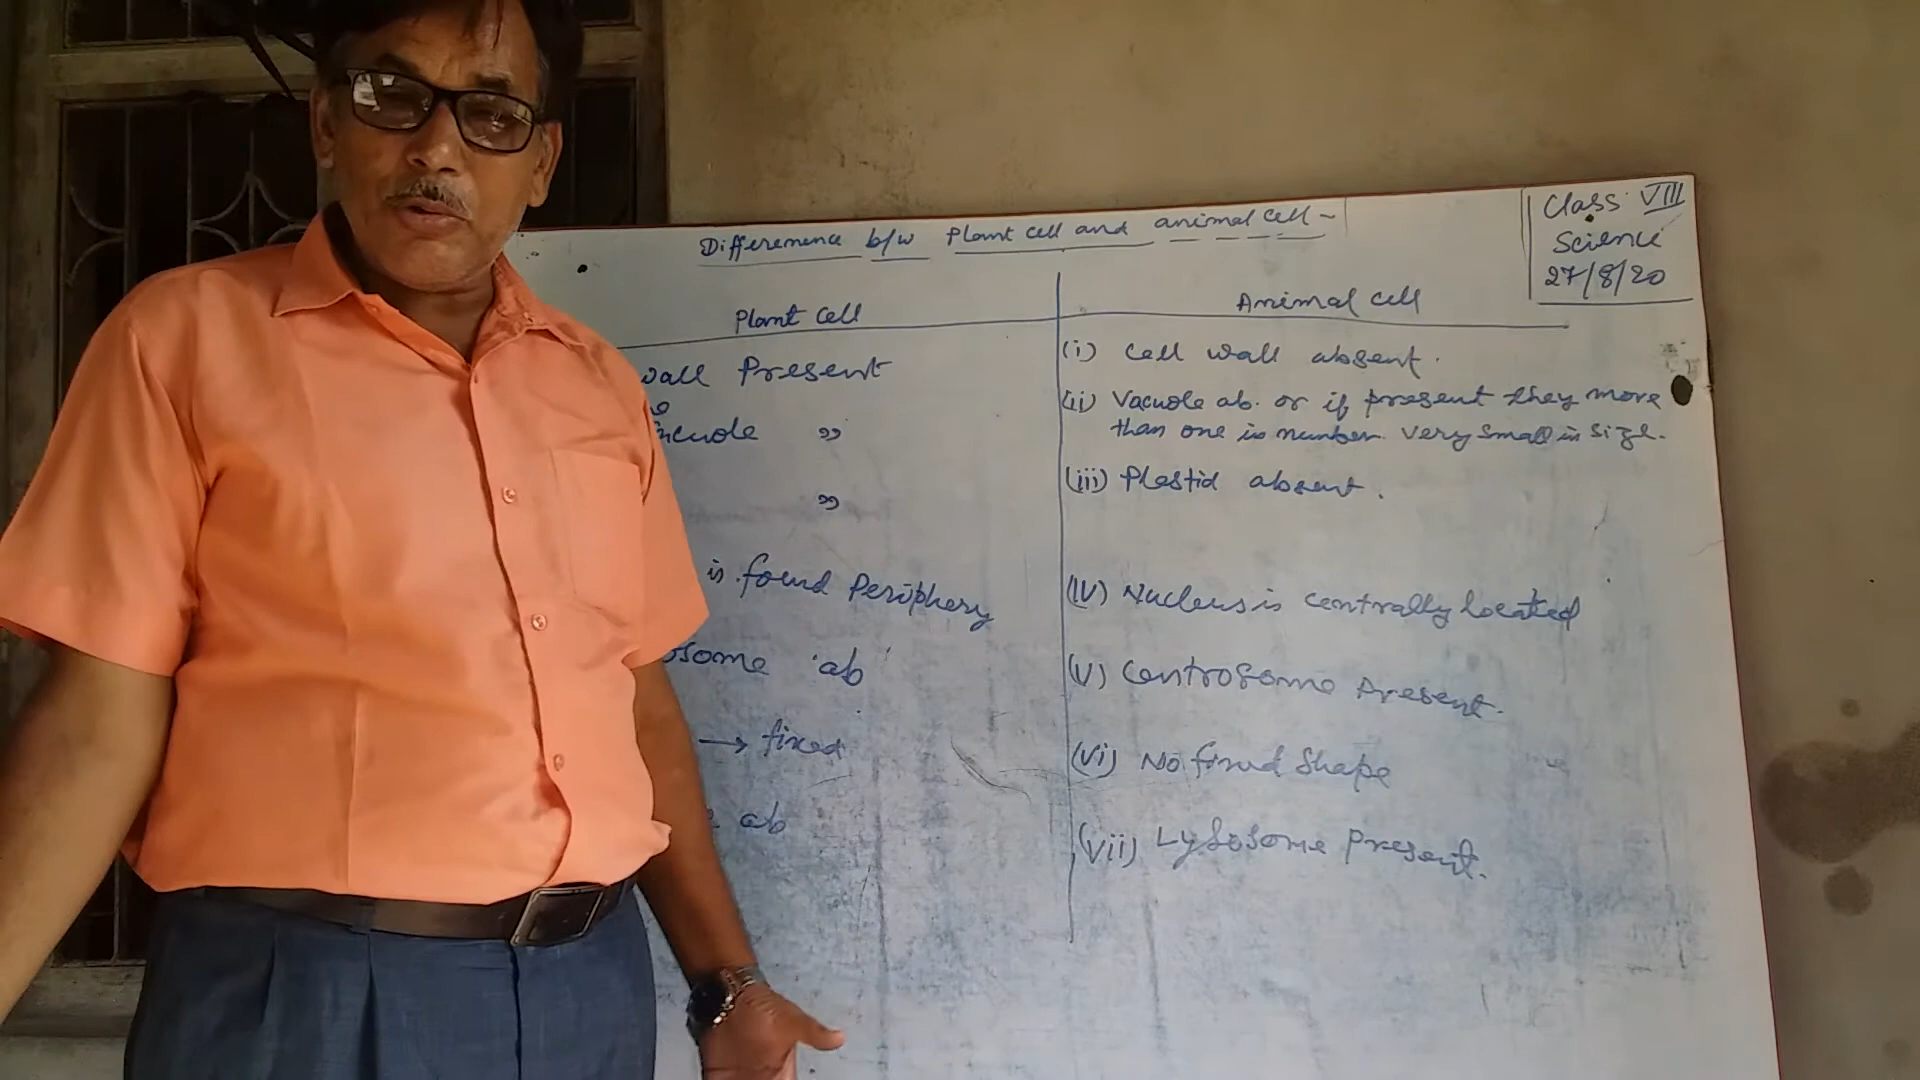 Class VIII
Science
27/8/20
Differenence b/w Plant cell and animal cell -
Plant cell
wall Present
vacuole "
"
is found Periphery
osome 'ab'
→ fixed
ab
Animal cell
(i) cell wall absent.
(ii) Vacuole ab. or if present they more
than one in number. very small in size.
(iii) Plastid absent.
(iv) Nucleus is centrally located
(v) Centrosome Present.
(vi) No fixed Shape
(vii) Lysosome Present.